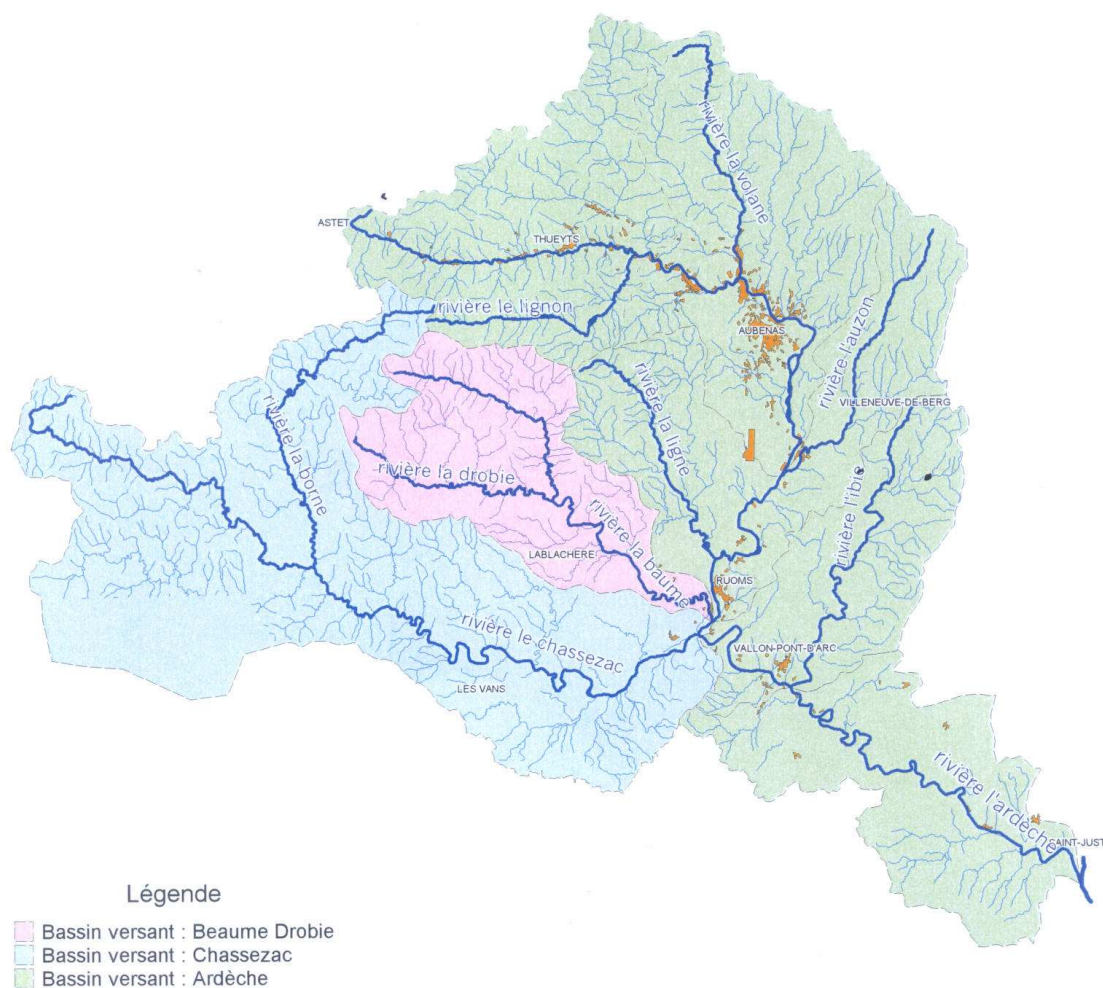 rivière la volane
ASTET
THUEYTS
rivière le lignon
AUBENAS
rivière l'auzon
VILLENEUVE-DE-BERG
rivière la ligne
rivière la borne
rivière la drobie
rivière l'ibie
rivière la baume
LABLACHERE
RUOMS
rivière le chassezac
VALLON-PONT-D'ARC
LES VANS
rivière l'ardèche
SAINT-JUST
Légende
Bassin versant : Beaume Drobie
Bassin versant : Chassezac
Bassin versant : Ardèche